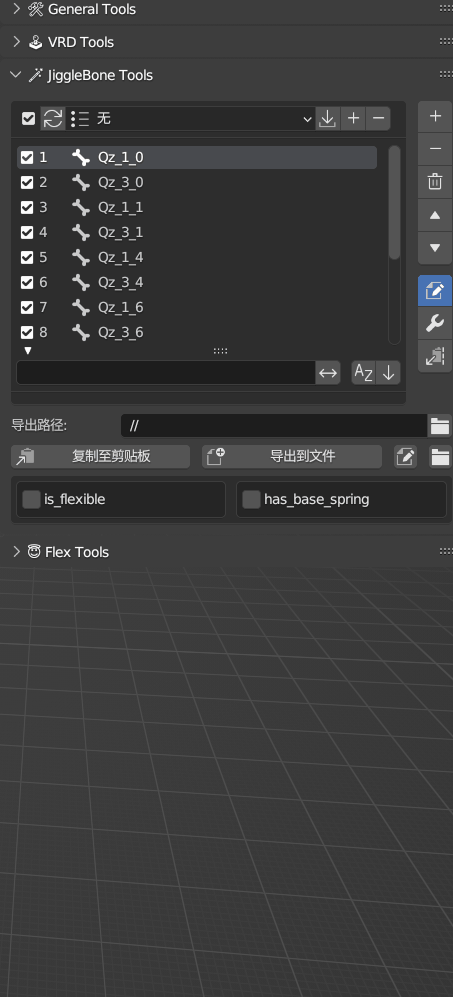 General Tools
VRD Tools
JiggleBone Tools
无
1 Qz_1_0
2 Qz_3_0
3 Qz_1_1
4 Qz_3_1
5 Qz_1_4
6 Qz_3_4
7 Qz_1_6
8 Qz_3_6
AZ
导出路径: //
复制至剪贴板 导出到文件
is_flexible has_base_spring
Flex Tools